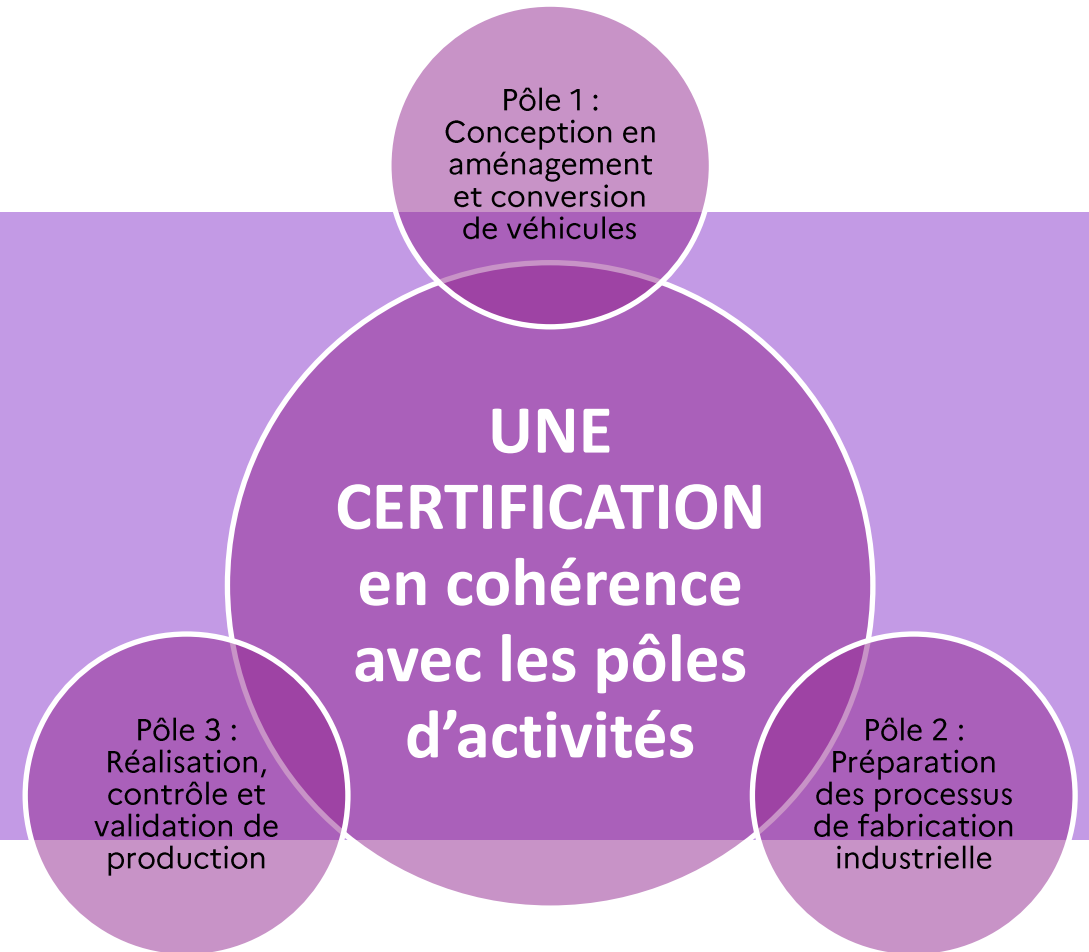 Pôle 1 :
Conception en
aménagement
et conversion
de véhicules
UNE
CERTIFICATION
en cohérence
avec les pôles
d’activités
Pôle 3 :
Réalisation,
contrôle et
validation de
production
Pôle 2 :
Préparation
des processus
de fabrication
industrielle